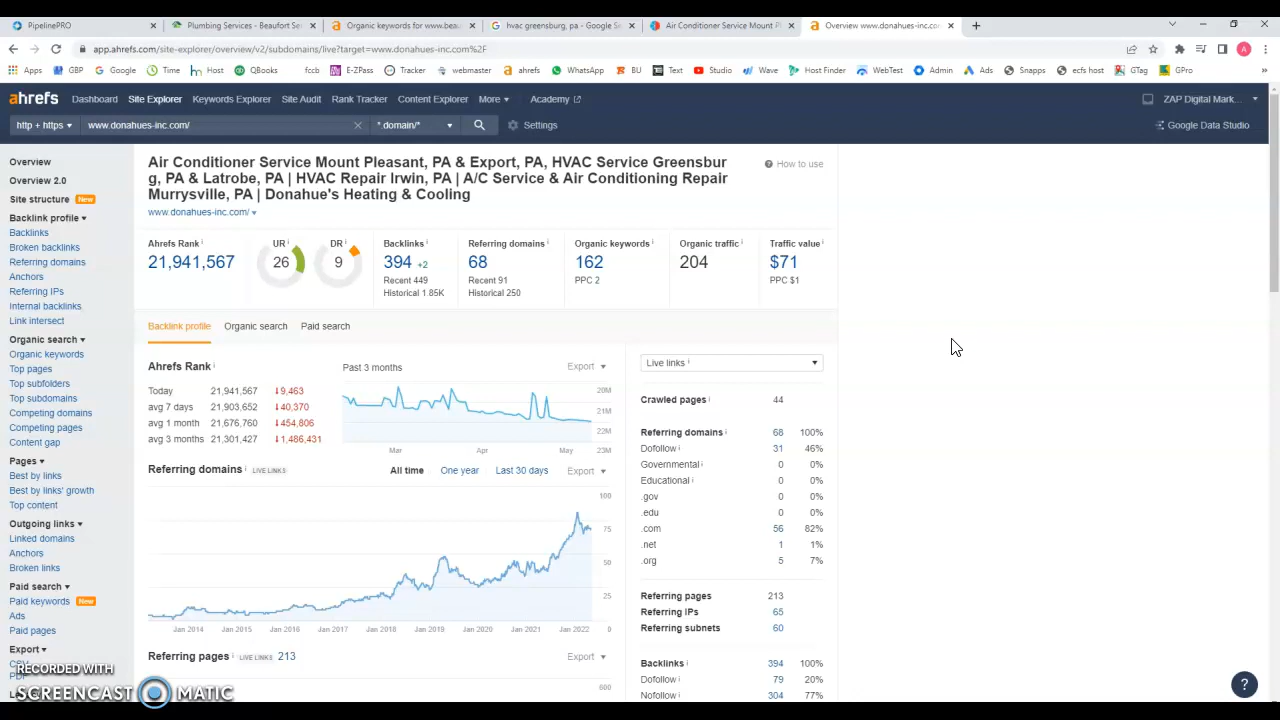 PipelinePRO × Plumbing Services - Beaufort Se × Organic keywords for www.beau × hvac greensburg, pa - Google Se × Air Conditioner Service Mount Pl × Overview www.donahues-inc.com × +
app.ahrefs.com/site-explorer/overview/v2/subdomains/live?target=www.donahues-inc.com%2F
Apps GBP Google Time Host QBooks fccb E-ZPass Tracker webmaster ahrefs WhatsApp BU Text Studio Wave Host Finder WebTest Admin Ads Snapps ecfs host GTag GPro »
ahrefs Dashboard Site Explorer Keywords Explorer Site Audit Rank Tracker Content Explorer More Academy ZAP Digital Mark...
http + https www.donahues-inc.com/ *.domain/* Settings Google Data Studio
Overview
Overview 2.0
Site structure New
Backlink profile
Backlinks
Broken backlinks
Referring domains
Anchors
Referring IPs
Internal backlinks
Link intersect
Organic search
Organic keywords
Top pages
Top subfolders
Top subdomains
Competing domains
Competing pages
Content gap
Pages
Best by links
Best by links' growth
Top content
Outgoing links
Linked domains
Anchors
Broken links
Paid search
Paid keywords New
Ads
Paid pages
Export
Air Conditioner Service Mount Pleasant, PA & Export, PA, HVAC Service Greensbur
g, PA & Latrobe, PA | HVAC Repair Irwin, PA | A/C Service & Air Conditioning Repair
Murrysville, PA | Donahue's Heating & Cooling
How to use
www.donahues-inc.com/
Ahrefs Rank UR DR Backlinks Referring domains Organic keywords Organic traffic Traffic value
21,941,567 26 9 394 +2 68 162 204 $71
Recent 449 Recent 91 PPC 2 PPC $1
Historical 1.85K Historical 250
Backlink profile Organic search Paid search
Ahrefs Rank Past 3 months Export
Today 21,941,567 ↓9,463
avg 7 days 21,903,652 ↓40,370
avg 1 month 21,676,760 ↓454,806
avg 3 months 21,301,427 ↓1,486,431
20M
21M
22M
23M
Mar Apr May
Referring domains LIVE LINKS All time One year Last 30 days Export
100
75
50
25
0
Jan 2014 Jan 2015 Jan 2016 Jan 2017 Jan 2018 Jan 2019 Jan 2020 Jan 2021 Jan 2022
Referring pages LIVE LINKS 213 Export
600
Live links
Crawled pages 44
Referring domains 68 100%
Dofollow 31 46%
Governmental 0 0%
Educational 0 0%
.gov 0 0%
.edu 0 0%
.com 56 82%
.net 1 1%
.org 5 7%
Referring pages 213
Referring IPs 65
Referring subnets 60
Backlinks 394 100%
Dofollow 79 20%
Nofollow 304 77%
?
RECORDED WITH
SCREENCAST MATIC